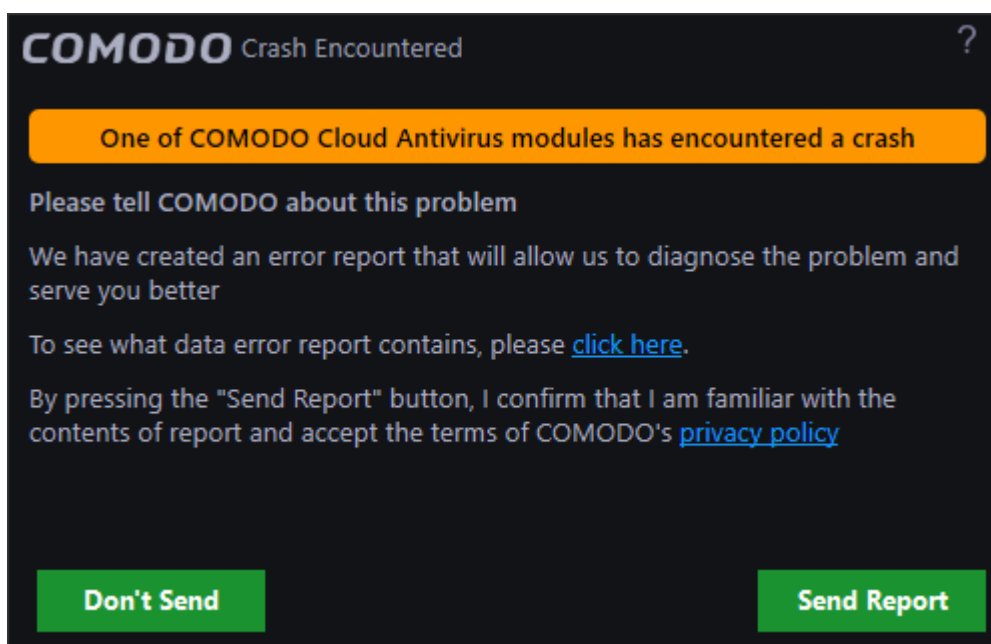 COMODO Crash Encountered ?
One of COMODO Cloud Antivirus modules has encountered a crash
Please tell COMODO about this problem
We have created an error report that will allow us to diagnose the problem and
serve you better
To see what data error report contains, please click here.
By pressing the "Send Report" button, I confirm that I am familiar with the
contents of report and accept the terms of COMODO's privacy policy
Don't Send Send Report